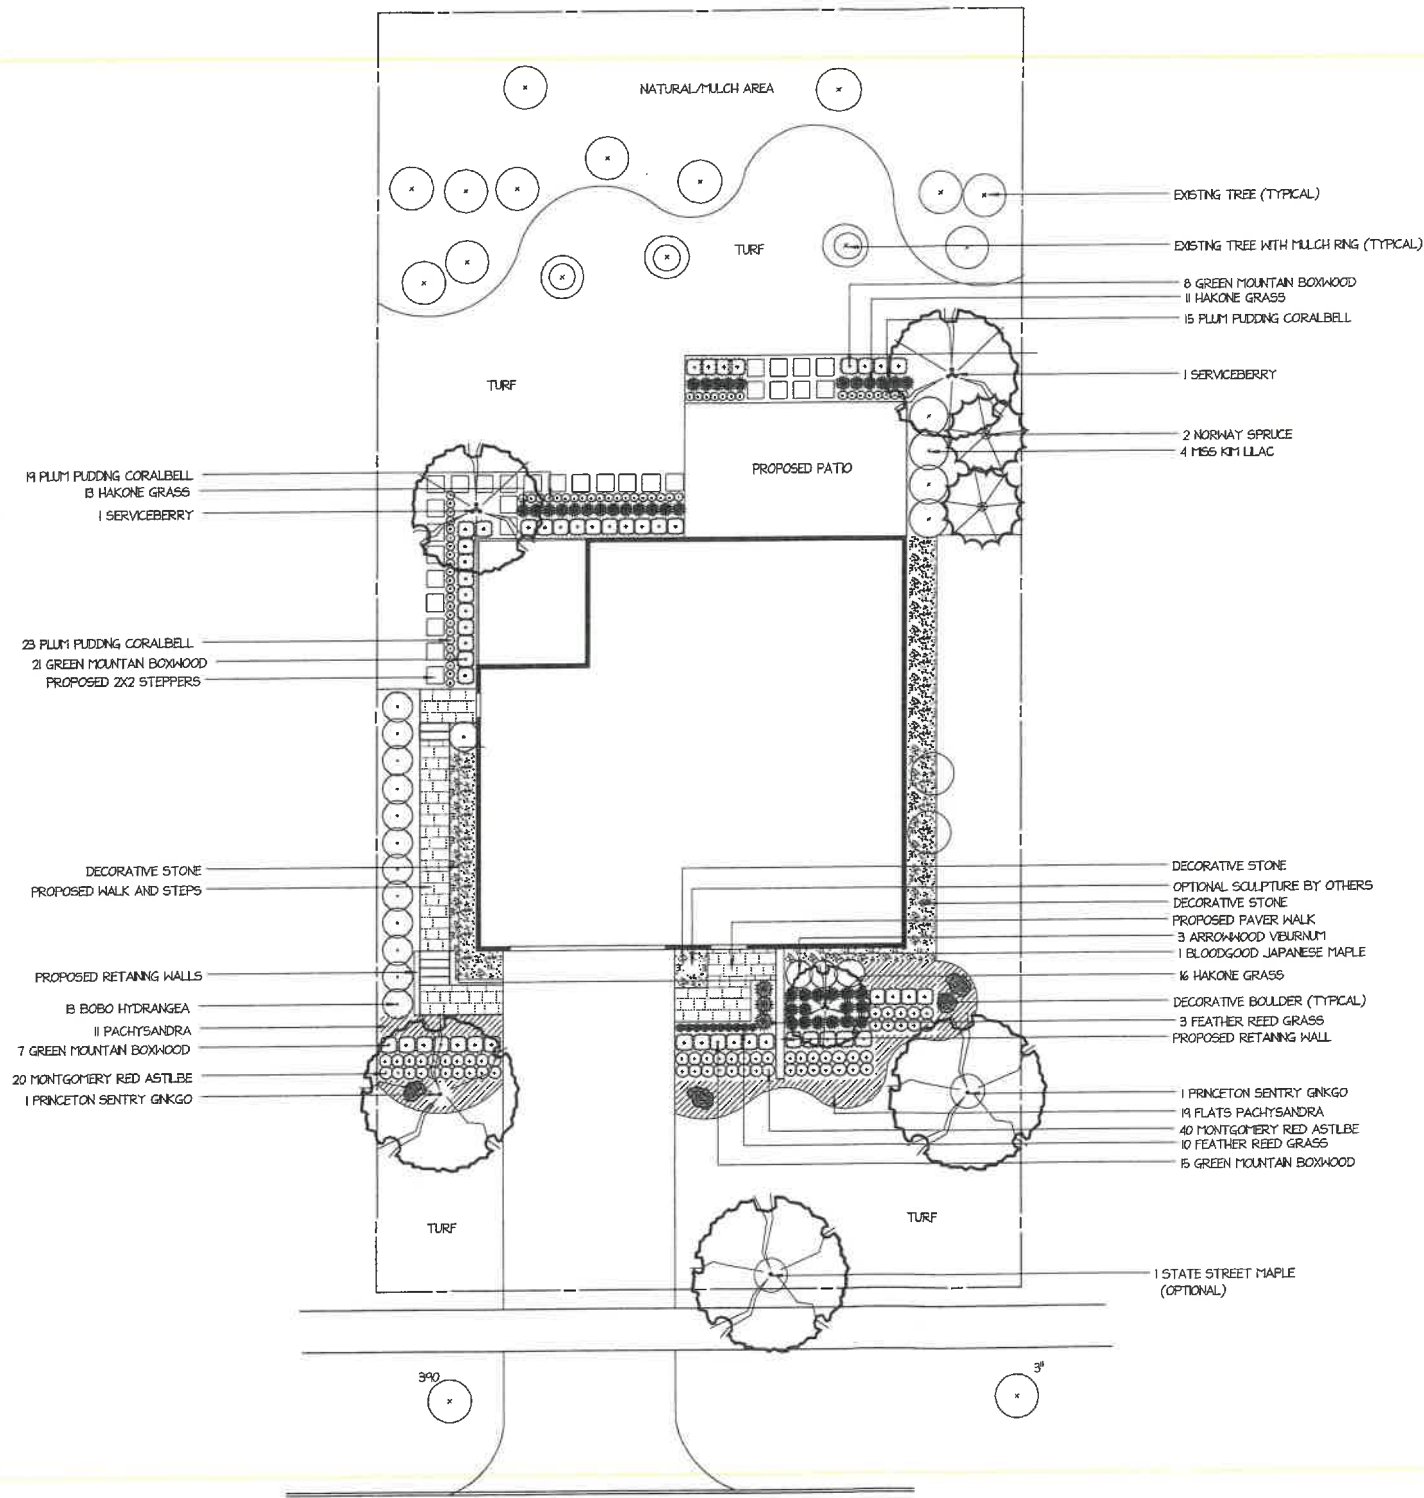 NATURAL/MULCH AREA
EXISTING TREE (TYPICAL)
TURF
EXISTING TREE WITH MULCH RING (TYPICAL)
8 GREEN MOUNTAIN BOXWOOD
11 HAKONE GRASS
15 PLUM PUDDING CORALBELL
TURF
1 SERVICEBERRY
2 NORWAY SPRUCE
4 MISS KIM LILAC
PROPOSED PATIO
19 PLUM PUDDING CORALBELL
13 HAKONE GRASS
1 SERVICEBERRY
23 PLUM PUDDING CORALBELL
21 GREEN MOUNTAIN BOXWOOD
PROPOSED 2X2 STEPPERS
DECORATIVE STONE
PROPOSED WALK AND STEPS
PROPOSED RETAINING WALLS
13 BOBO HYDRANGEA
11 PACHYSANDRA
7 GREEN MOUNTAIN BOXWOOD
20 MONTGOMERY RED ASTILBE
1 PRINCETON SENTRY GINKGO
DECORATIVE STONE
OPTIONAL SCULPTURE BY OTHERS
DECORATIVE STONE
PROPOSED PAVER WALK
3 ARROWWOOD VIBURNUM
1 BLOODGOOD JAPANESE MAPLE
16 HAKONE GRASS
DECORATIVE BOULDER (TYPICAL)
3 FEATHER REED GRASS
PROPOSED RETAINING WALL
1 PRINCETON SENTRY GINKGO
19 FLATS PACHYSANDRA
40 MONTGOMERY RED ASTILBE
10 FEATHER REED GRASS
15 GREEN MOUNTAIN BOXWOOD
TURF
TURF
1 STATE STREET MAPLE
(OPTIONAL)
390
3"